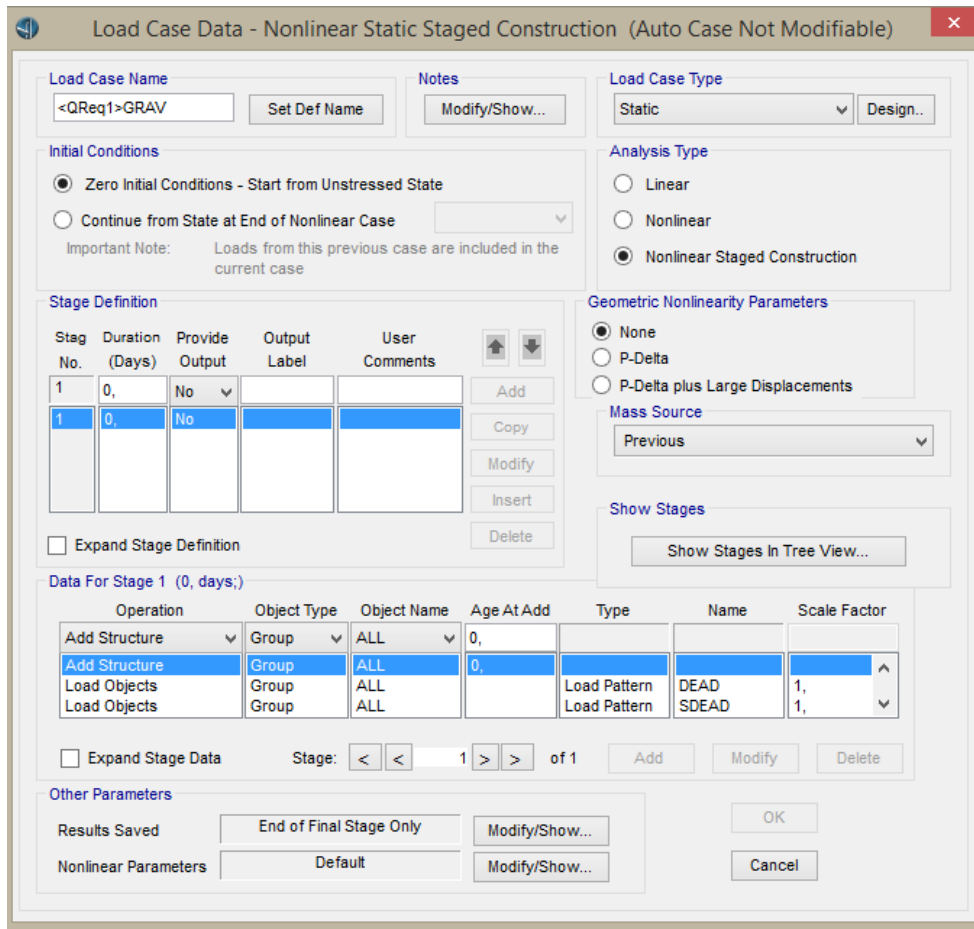 Load Case Data - Nonlinear Static Staged Construction (Auto Case Not Modifiable)
Load Case Name
Notes
Load Case Type
<QReq1>GRAV
Set Def Name
Modify/Show...
Static
Design..
Initial Conditions
Analysis Type
Zero Initial Conditions - Start from Unstressed State
Linear
Continue from State at End of Nonlinear Case
Nonlinear
Important Note: Loads from this previous case are included in the
current case
Nonlinear Staged Construction
Stage Definition
Geometric Nonlinearity Parameters
Stag Duration Provide Output User
No. (Days) Output Label Comments
None
P-Delta
P-Delta plus Large Displacements
1 0, No
Add
1 0, No
Copy
Modify
Insert
Delete
Mass Source
Previous
Expand Stage Definition
Show Stages
Show Stages In Tree View...
Data For Stage 1 (0, days;)
Operation Object Type Object Name Age At Add Type Name Scale Factor
Add Structure Group ALL 0,
Add Structure Group ALL 0,
Load Objects Group ALL Load Pattern DEAD 1,
Load Objects Group ALL Load Pattern SDEAD 1,
Expand Stage Data Stage: < < 1 > > of 1 Add Modify Delete
Other Parameters
Results Saved End of Final Stage Only Modify/Show...
Nonlinear Parameters Default Modify/Show...
OK
Cancel